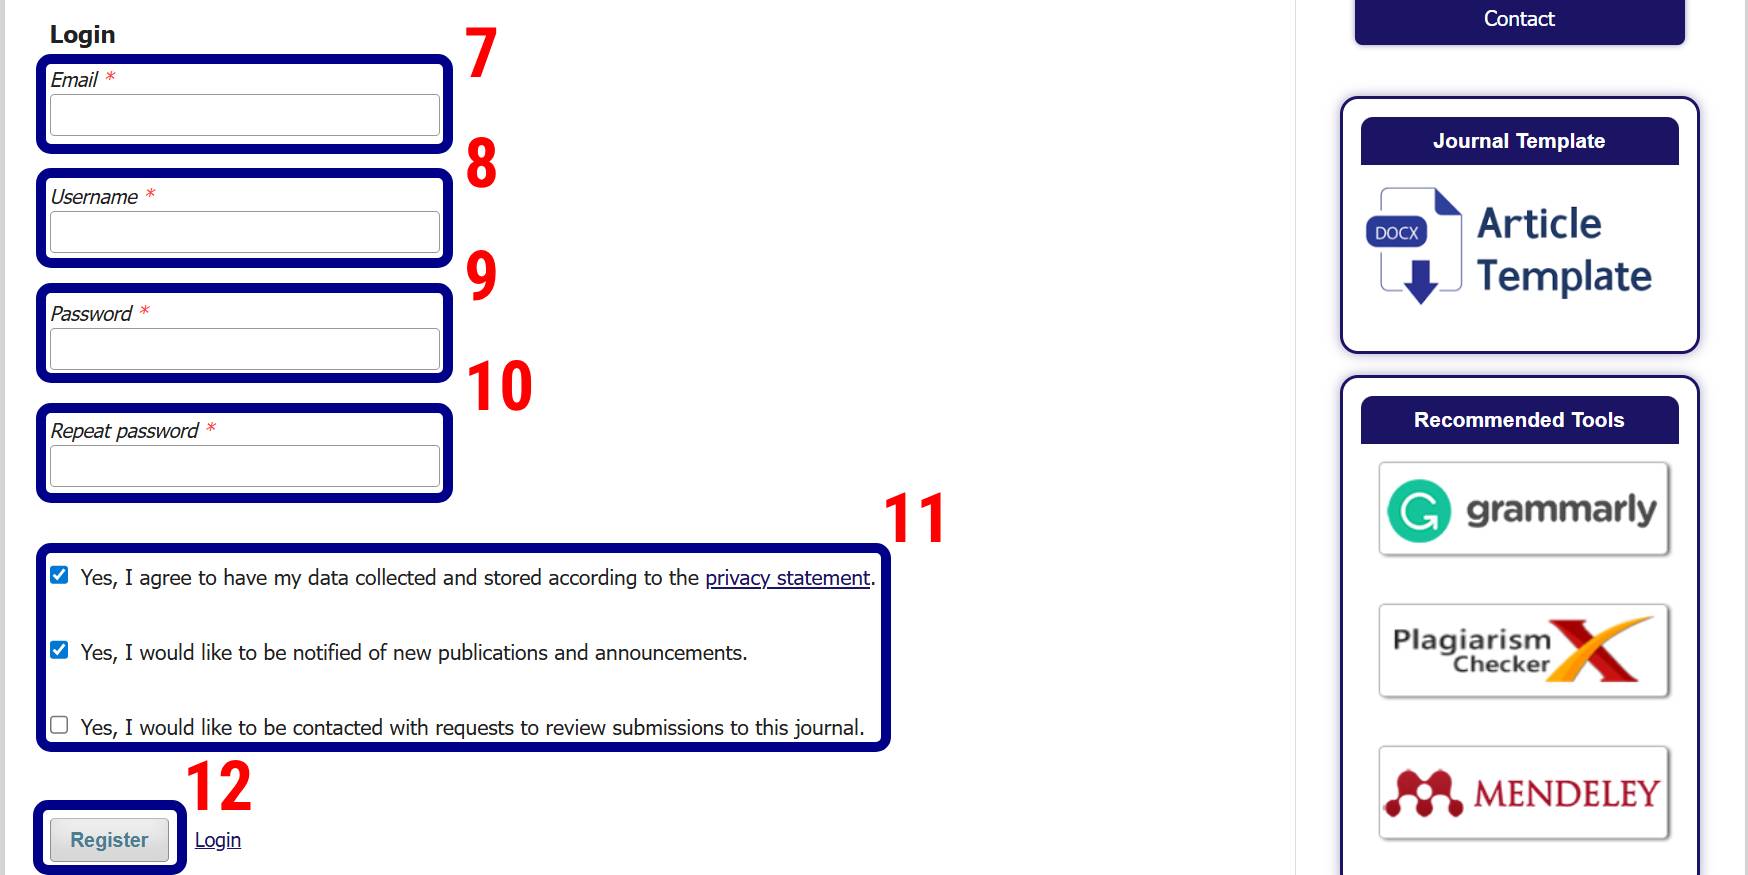 Login
7
Email *
8
Username *
9
Password *
10
Repeat password *
11
Yes, I agree to have my data collected and stored according to the privacy statement.
Yes, I would like to be notified of new publications and announcements.
Yes, I would like to be contacted with requests to review submissions to this journal.
12
Register
Login
Contact
Journal Template
DOCX
Article
Template
Recommended Tools
grammarly
Plagiarism
Checker X
MENDELEY